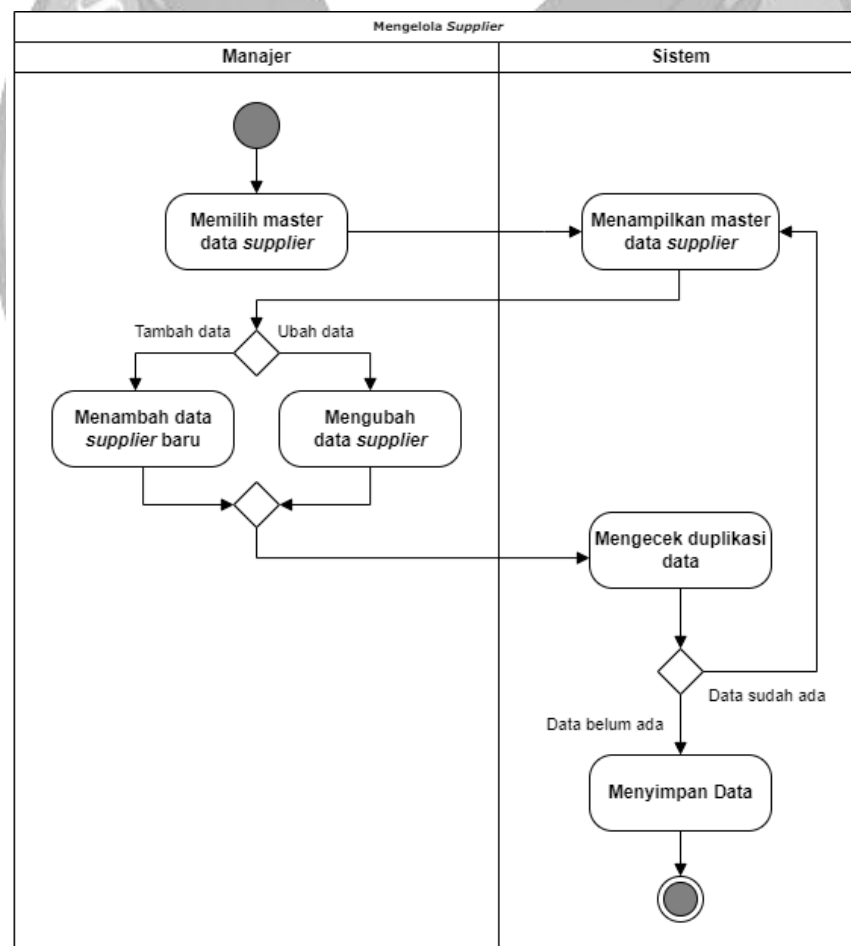 Mengelola Supplier
Manajer
Sistem
Memilih master
data supplier
Menampilkan master
data supplier
Tambah data
Ubah data
Menambah data
supplier baru
Mengubah
data supplier
Mengecek duplikasi
data
Data sudah ada
Data belum ada
Menyimpan Data